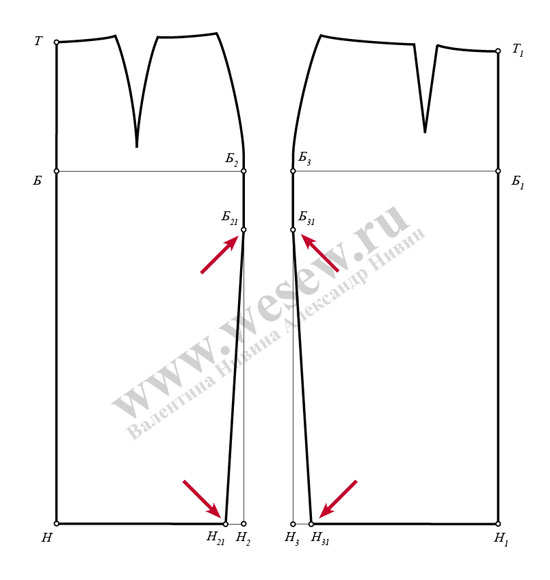 Т
Т1
Б2
Б3
Б
Б1
Б21
Б31
www.wesew.ru
Валентина Нивина Александр Нивин
Н
Н21
Н2
Н3
Н31
Н1